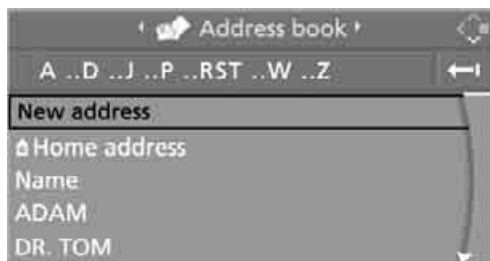 Address book
A ..D ..J ..P ..RST ..W ..Z
New address
Home address
Name
ADAM
DR. TOM